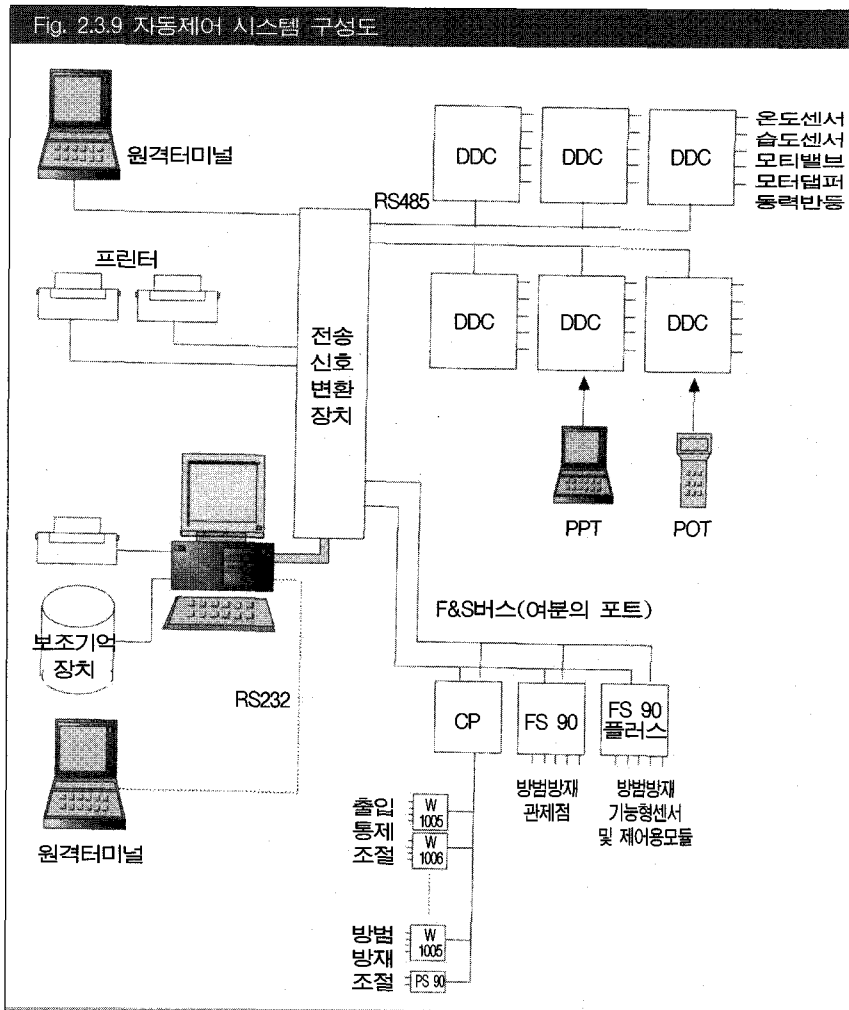 Fig. 2.3.9 자동제어 시스템 구성도
원격터미널
RS485
DDC
DDC
DDC
온도센서
습도센서
모티밸브
모터댐퍼
동력반등
프린터
전송
신호
변환
장치
DDC
DDC
DDC
PPT
POT
보조기억
장치
RS232
원격터미널
F&S버스(여분의 포트)
CP
FS 90
FS 90
플러스
방범방재
관제점
방범방재
기능형센서
및 제어용모듈
출입
통제
조절
W
1005
W
1006
방범
방재
조절
W
1005
PS 90